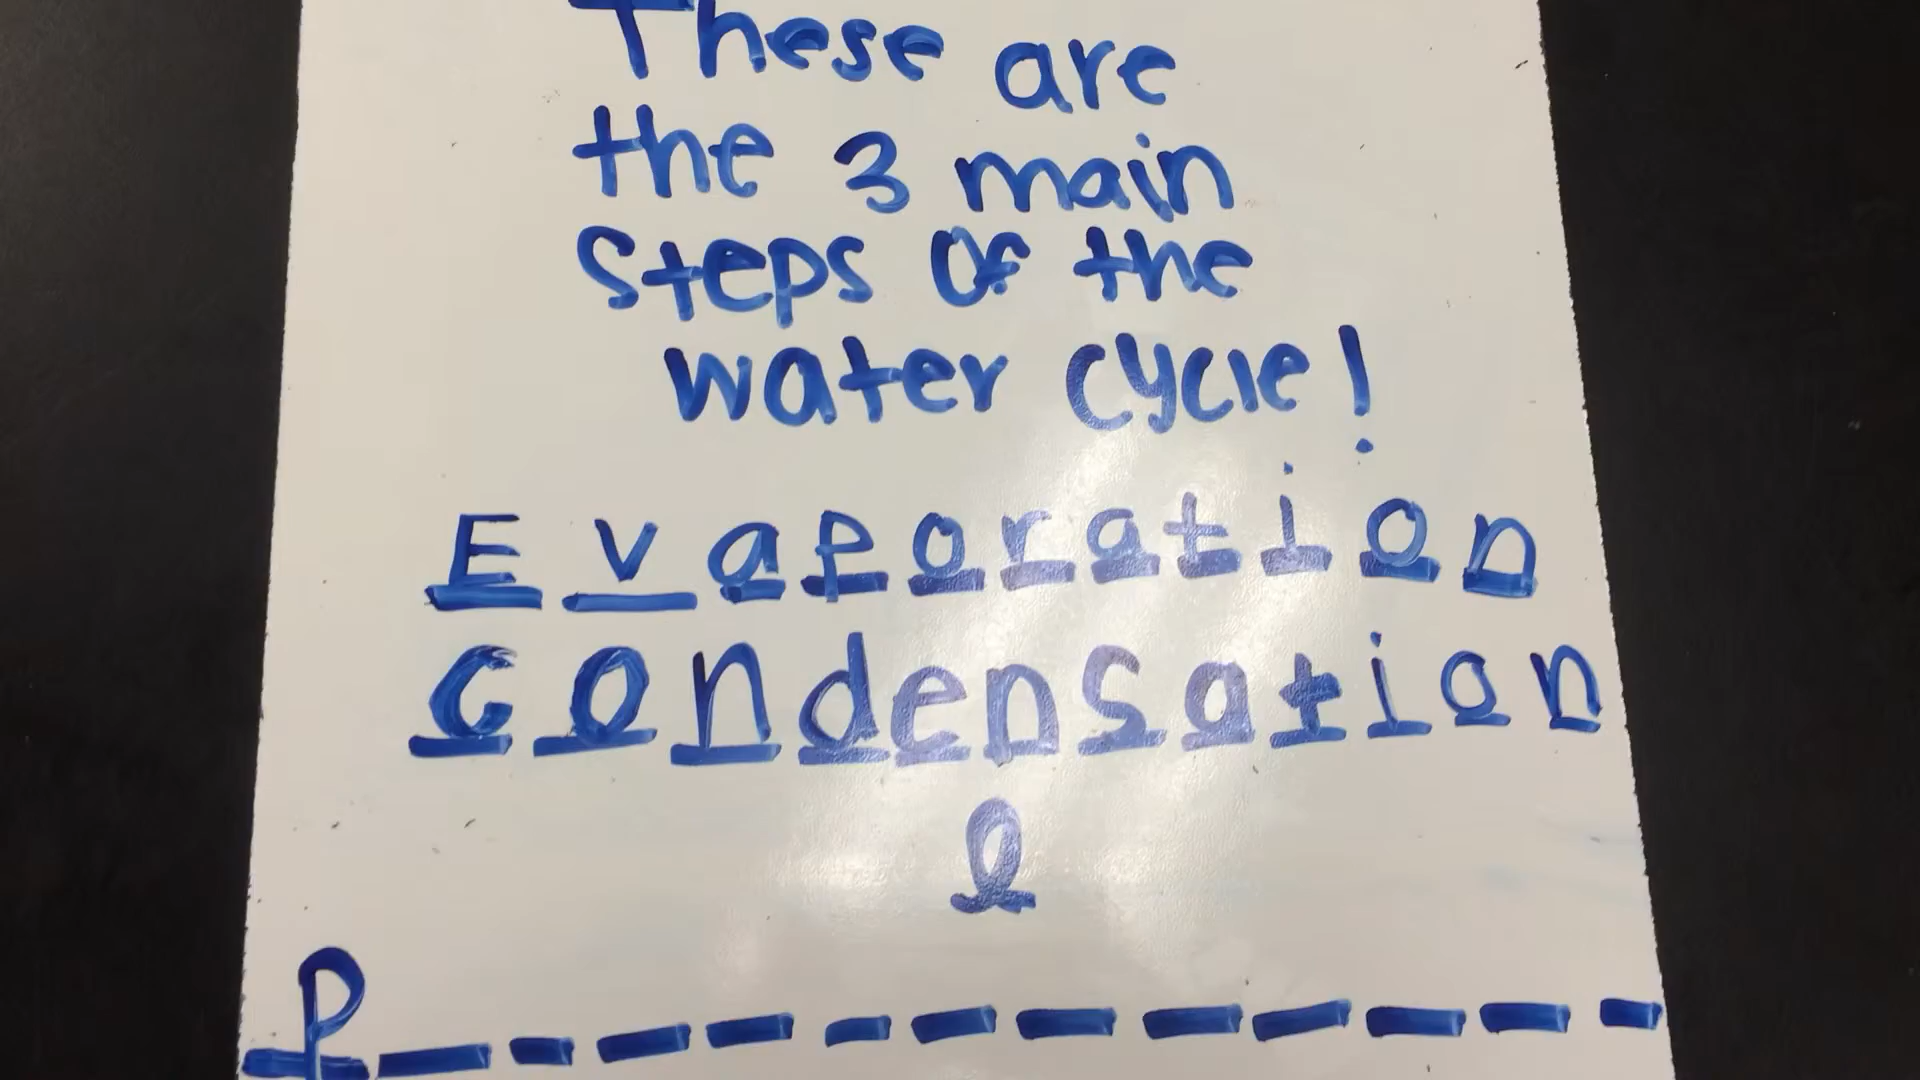 These are
the 3 main
steps of the
water cycle!
Evaporation
condensation
&
P _ _ _ _ _ _ _ _ _ _ _ _